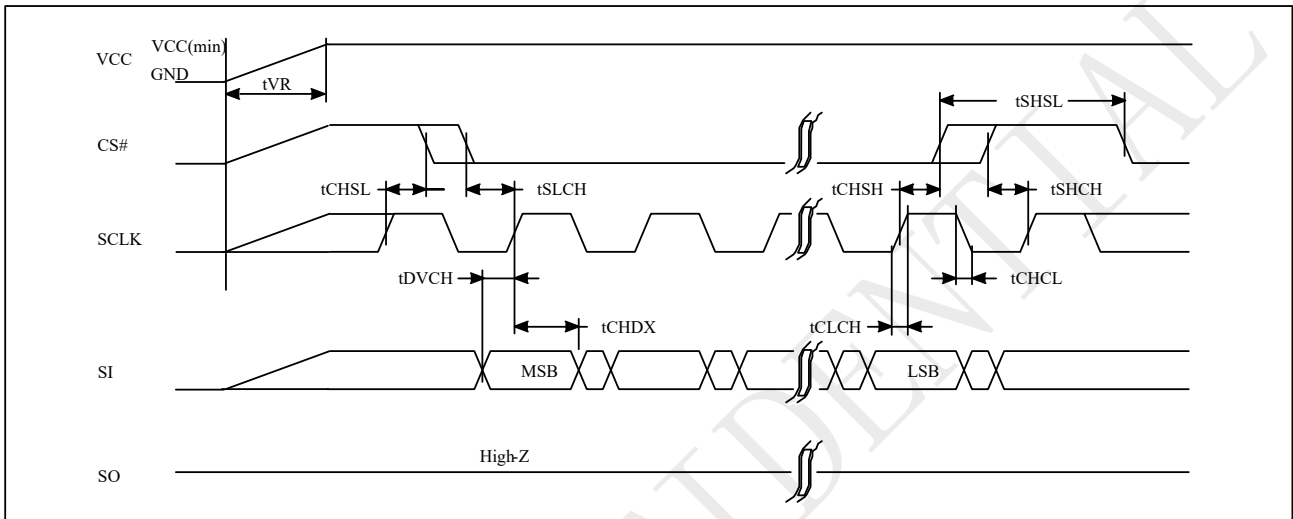 VCC(min)
VCC
GND
tVR
tSHSL
CS#
tCHSL
tSLCH
tCHSH
tSHCH
SCLK
tDVCH
tCHCL
tCHDX
tCLCH
SI
MSB
LSB
High-Z
SO
ENTIAL